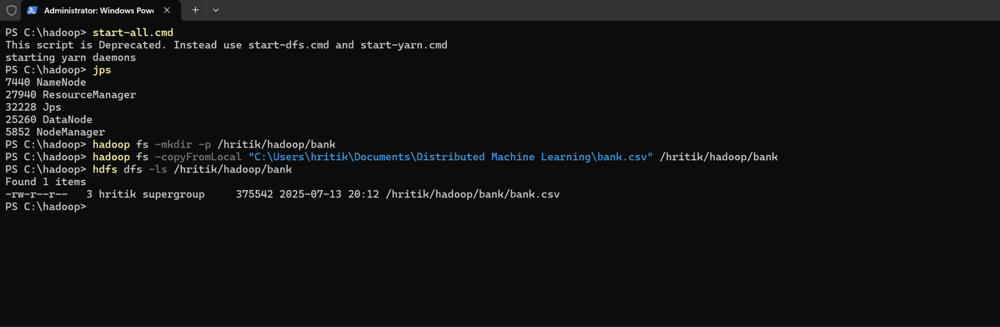 Administrator: Windows Powe
PS C:\hadoop> start-all.cmd
This script is Deprecated. Instead use start-dfs.cmd and start-yarn.cmd
starting yarn daemons
PS C:\hadoop> jps
7440 NameNode
27940 ResourceManager
32228 Jps
25260 DataNode
5852 NodeManager
PS C:\hadoop> hadoop fs -mkdir -p /hritik/hadoop/bank
PS C:\hadoop> hadoop fs -copyFromLocal "C:\Users\hritik\Documents\Distributed Machine Learning\bank.csv" /hritik/hadoop/bank
PS C:\hadoop> hdfs dfs -ls /hritik/hadoop/bank
Found 1 items
-rw-r--r--   3 hritik supergroup     375542 2025-07-13 20:12 /hritik/hadoop/bank/bank.csv
PS C:\hadoop>